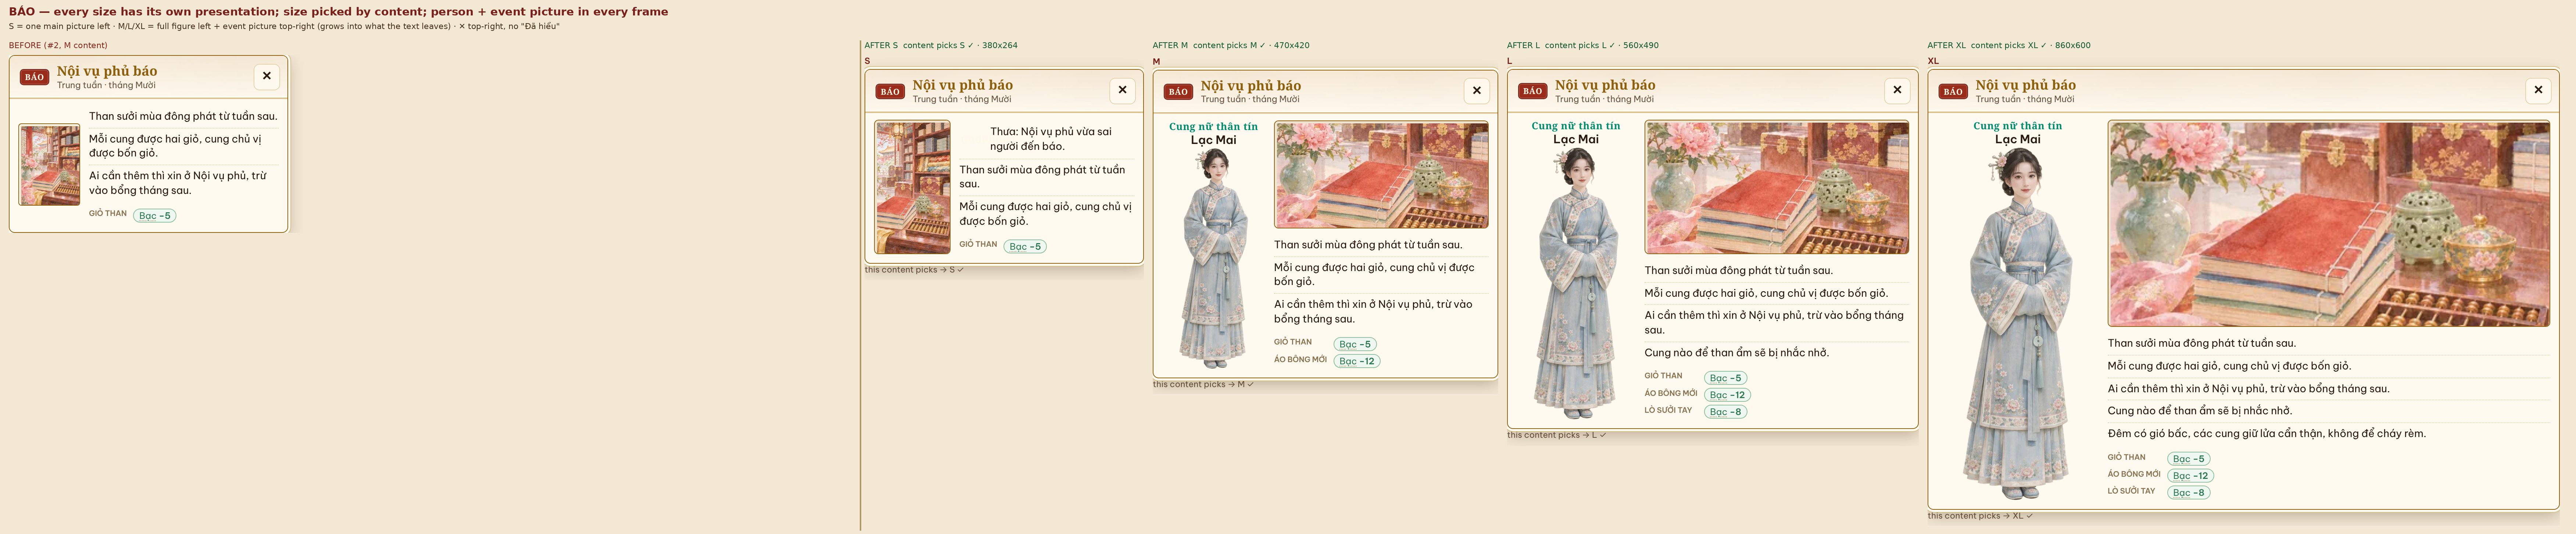 BÁO — every size has its own presentation; size picked by content; person + event picture in every frame
S = one main picture left · M/L/XL = full figure left + event picture top-right (grows into what the text leaves) · ✕ top-right, no "Đã hiểu"
BEFORE (#2, M content)
BÁO
Nội vụ phủ báo
Trung tuần · tháng Mười
✕
Than sưởi mùa đông phát từ tuần sau.
Mỗi cung được hai giỏ, cung chủ vị
được bốn giỏ.
Ai cần thêm thì xin ở Nội vụ phủ, trừ
vào bổng tháng sau.
GIỎ THAN
Bạc −5
AFTER S content picks S ✓ · 380x264
S
BÁO
Nội vụ phủ báo
Trung tuần · tháng Mười
✕
Thưa: Nội vụ phủ vừa sai
người đến báo.
Than sưởi mùa đông phát từ tuần
sau.
Mỗi cung được hai giỏ, cung chủ vị
được bốn giỏ.
GIỎ THAN
Bạc −5
this content picks → S ✓
AFTER M content picks M ✓ · 470x420
M
BÁO
Nội vụ phủ báo
Trung tuần · tháng Mười
✕
Cung nữ thân tín
Lạc Mai
Than sưởi mùa đông phát từ tuần sau.
Mỗi cung được hai giỏ, cung chủ vị được
bốn giỏ.
Ai cần thêm thì xin ở Nội vụ phủ, trừ vào
bổng tháng sau.
GIỎ THAN
Bạc −5
ÁO BÔNG MỚI
Bạc −12
this content picks → M ✓
AFTER L content picks L ✓ · 560x490
L
BÁO
Nội vụ phủ báo
Trung tuần · tháng Mười
✕
Cung nữ thân tín
Lạc Mai
Than sưởi mùa đông phát từ tuần sau.
Mỗi cung được hai giỏ, cung chủ vị được bốn giỏ.
Ai cần thêm thì xin ở Nội vụ phủ, trừ vào bổng tháng
sau.
Cung nào để than ẩm sẽ bị nhắc nhở.
GIỎ THAN
Bạc −5
ÁO BÔNG MỚI
Bạc −12
LÒ SƯỞI TAY
Bạc −8
this content picks → L ✓
AFTER XL content picks XL ✓ · 860x600
XL
BÁO
Nội vụ phủ báo
Trung tuần · tháng Mười
✕
Cung nữ thân tín
Lạc Mai
Than sưởi mùa đông phát từ tuần sau.
Mỗi cung được hai giỏ, cung chủ vị được bốn giỏ.
Ai cần thêm thì xin ở Nội vụ phủ, trừ vào bổng tháng sau.
Cung nào để than ẩm sẽ bị nhắc nhở.
Đêm có gió bấc, các cung giữ lửa cẩn thận, không để cháy rèm.
GIỎ THAN
Bạc −5
ÁO BÔNG MỚI
Bạc −12
LÒ SƯỞI TAY
Bạc −8
this content picks → XL ✓